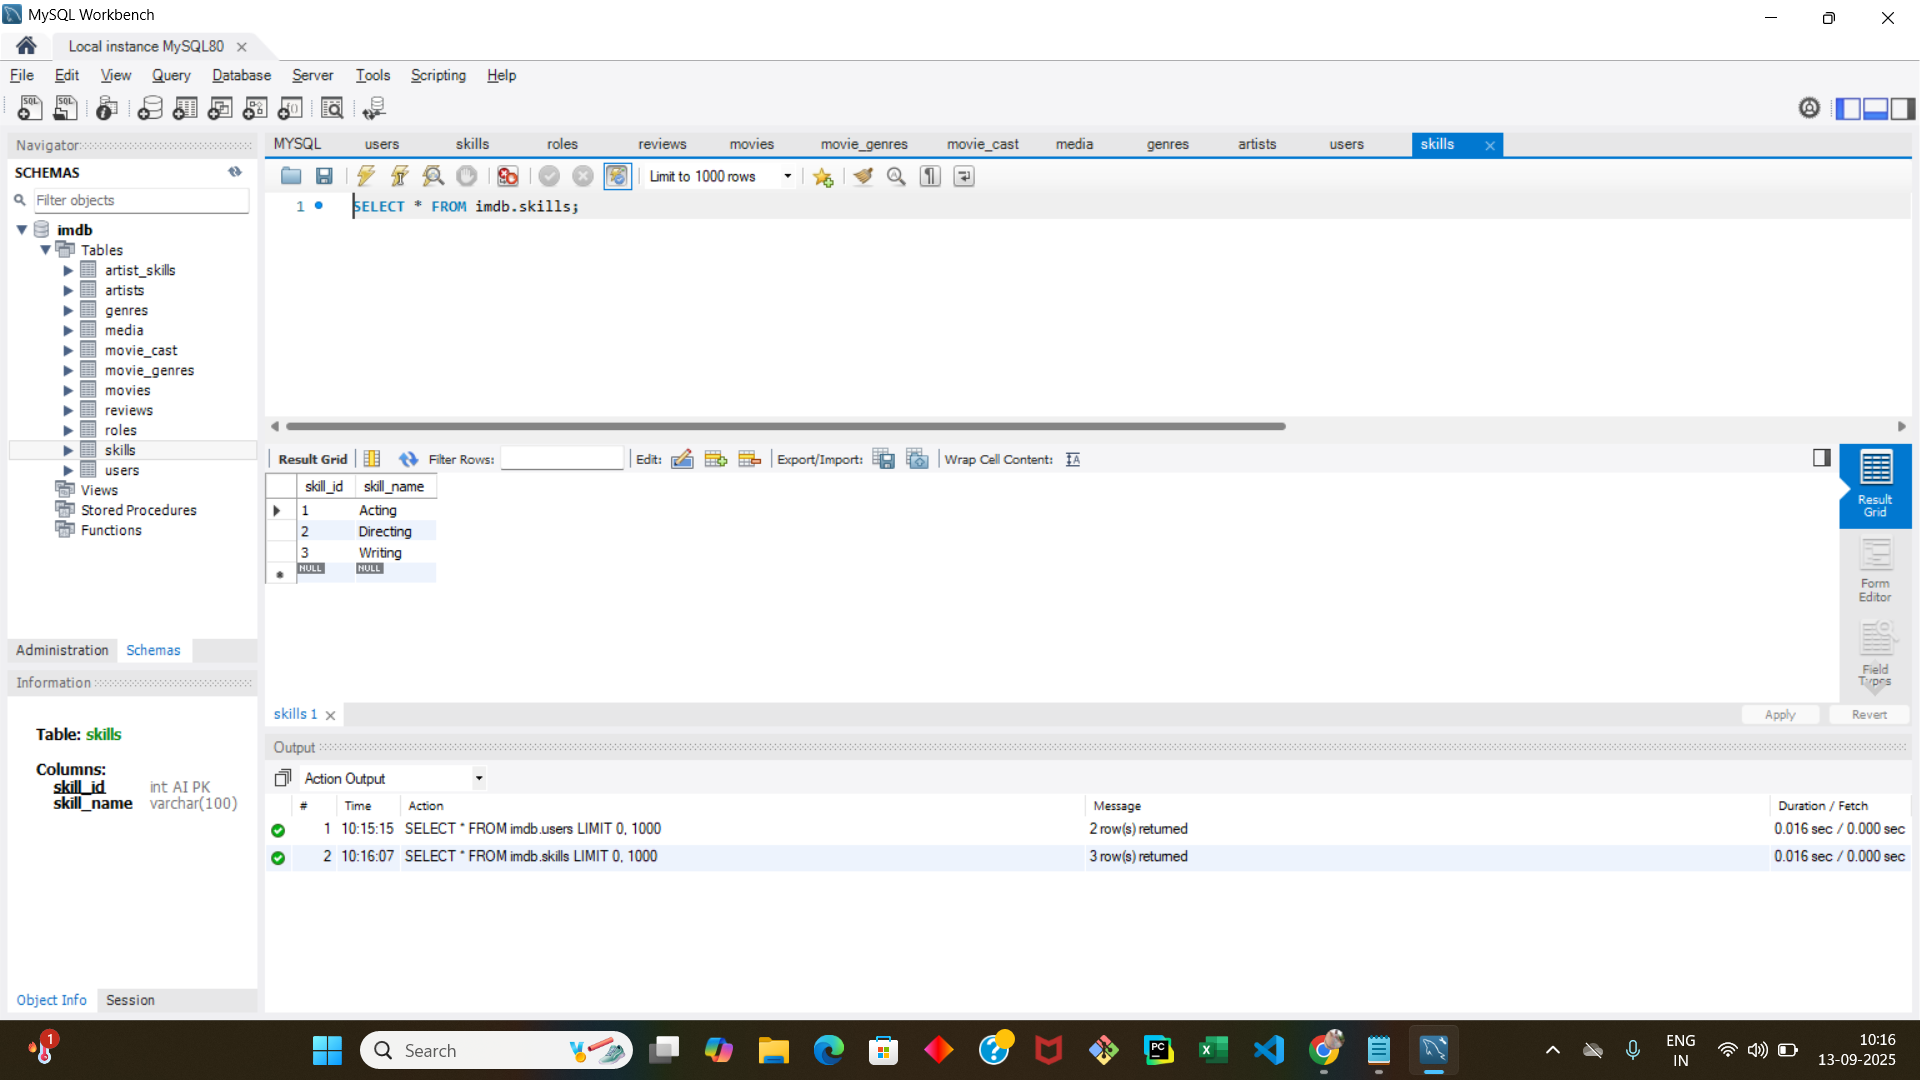 MySQL Workbench
Local instance MySQL80
File Edit View Query Database Server Tools Scripting Help
Navigator
SCHEMAS
Filter objects
imdb
Tables
artist_skills
artists
genres
media
movie_cast
movie_genres
movies
reviews
roles
skills
users
Views
Stored Procedures
Functions
Administration Schemas
Information
Table: skills
Columns:
skill_id int AI PK
skill_name varchar(100)
Object Info Session
MYSQL users skills roles reviews movies movie_genres movie_cast media genres artists users skills
Limit to 1000 rows
1 SELECT * FROM imdb.skills;
Result Grid Filter Rows: Edit: Export/Import: Wrap Cell Content:
skill_id skill_name
1 Acting
2 Directing
3 Writing
NULL NULL
Result
Grid
Form
Editor
Field
Types
skills 1
Apply Revert
Output
Action Output
# Time Action Message Duration / Fetch
1 10:15:15 SELECT * FROM imdb.users LIMIT 0, 1000 2 row(s) returned 0.016 sec / 0.000 sec
2 10:16:07 SELECT * FROM imdb.skills LIMIT 0, 1000 3 row(s) returned 0.016 sec / 0.000 sec
1
Search
PC
ENG
IN
10:16
13-09-2025